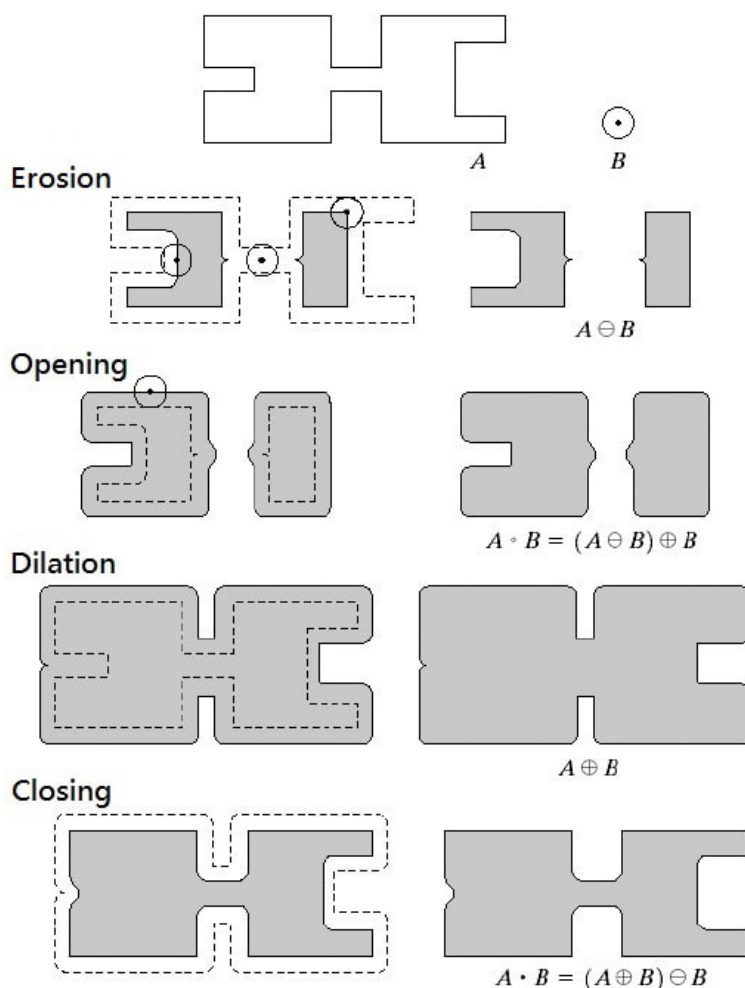 A
B
Erosion
A ⊖ B
Opening
A ∘ B = (A ⊖ B) ⊕ B
Dilation
A ⊕ B
Closing
A • B = (A ⊕ B) ⊖ B